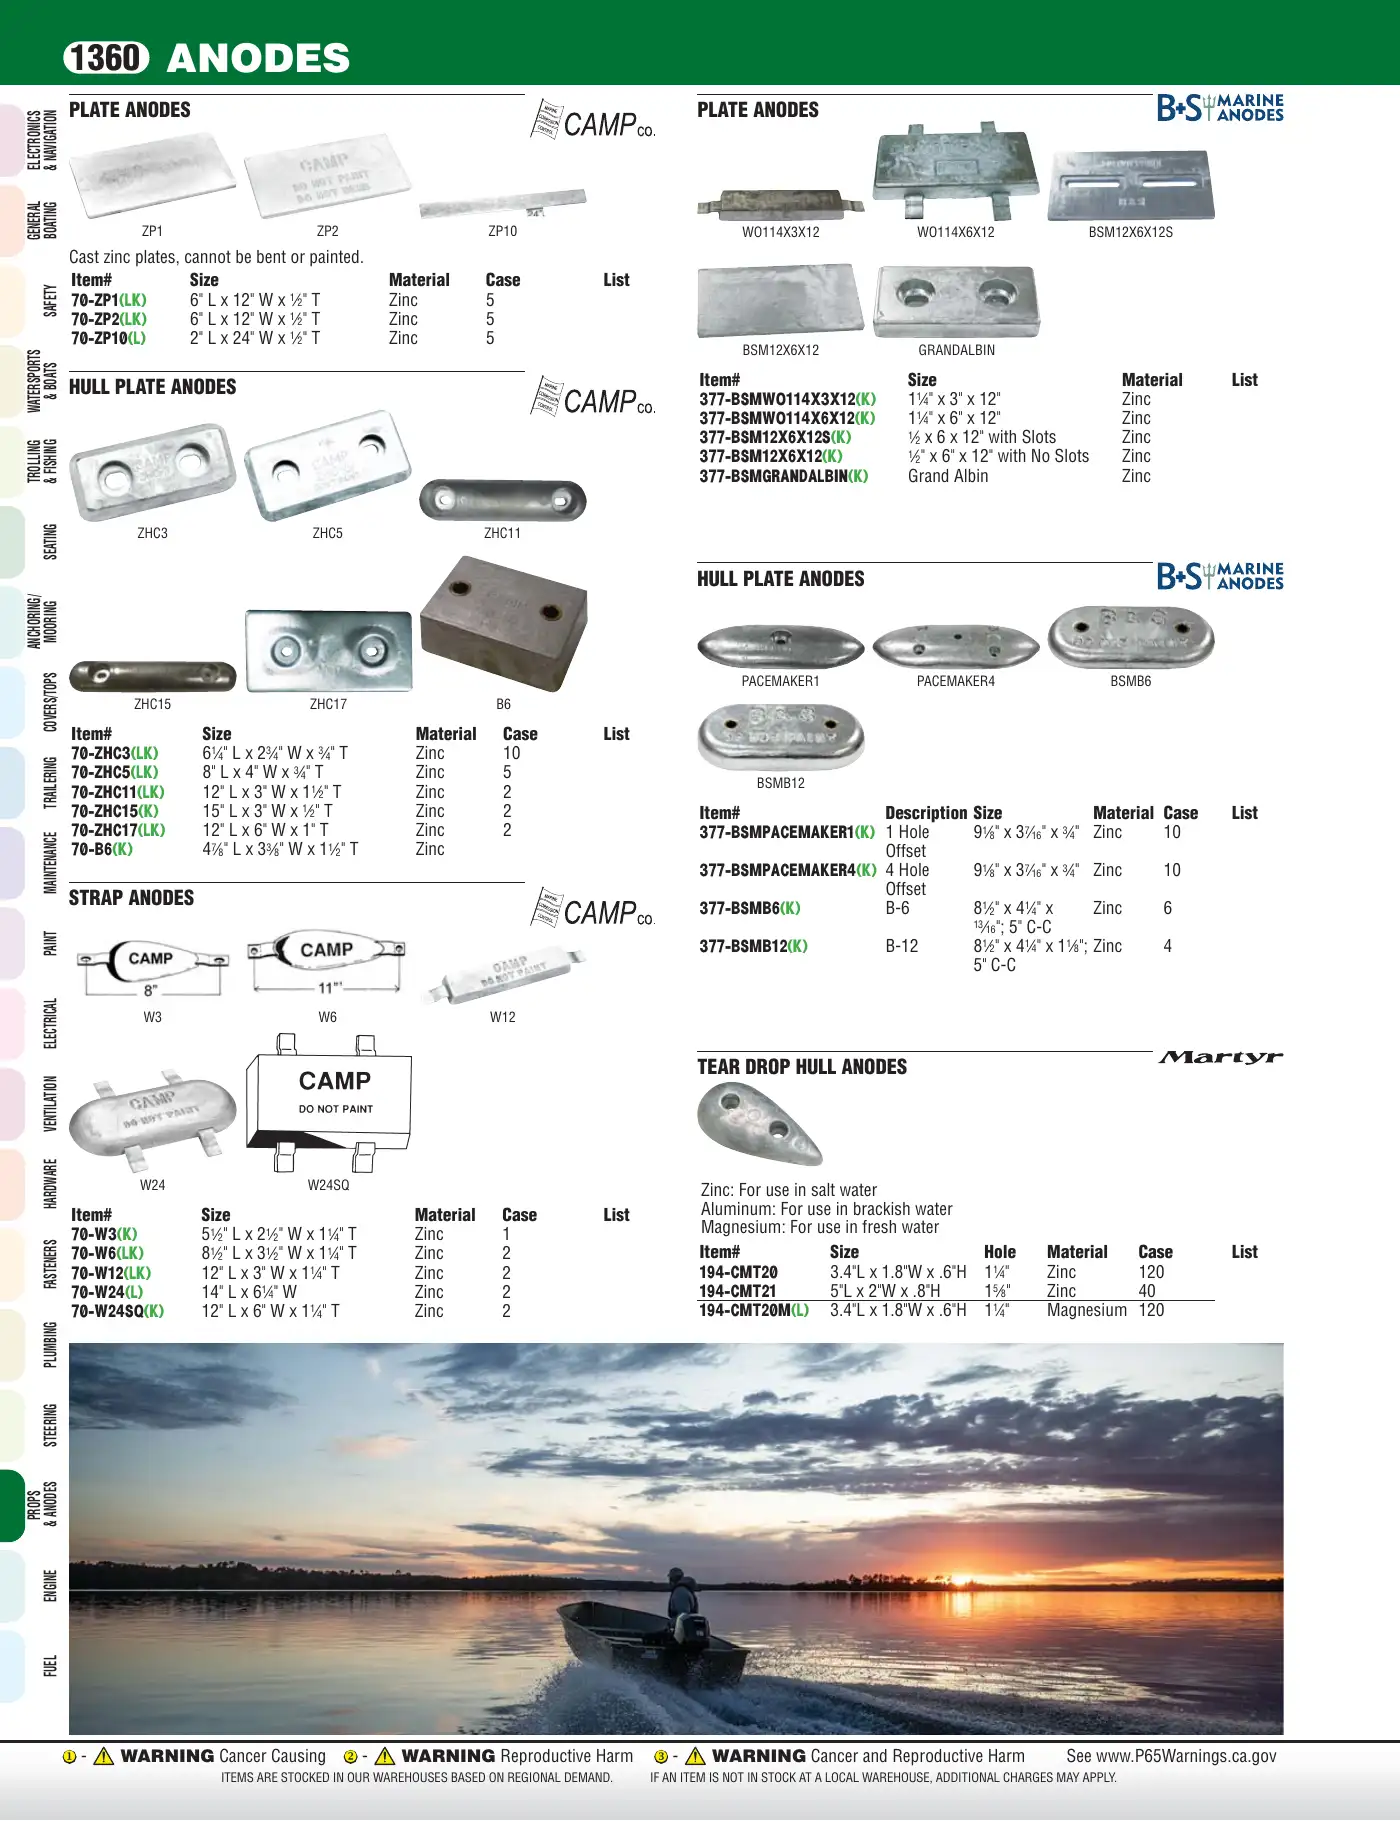 1360 ANODES
ELECTRONICS
& NAVIGATION
GENERAL
BOATING
SAFETY
WATERSPORTS
& BOATS
TROLLING
& FISHING
SEATING
ANCHORING/
MOORING
COVERS/TOPS
TRAILERING
MAINTENANCE
PAINT
ELECTRICAL
VENTILATION
HARDWARE
FASTENERS
PLUMBING
STEERING
PROPS
& ANODES
ENGINE
FUEL
PLATE ANODES
CAMP CO.
CAMP
DO NOT PAINT
ZP1 ZP2 ZP10
Cast zinc plates, cannot be bent or painted.
Item# Size Material Case List
70-ZP1(LK) 6" L x 12" W x ½" T Zinc 5
70-ZP2(LK) 6" L x 12" W x ½" T Zinc 5
70-ZP10(L) 2" L x 24" W x ½" T Zinc 5
HULL PLATE ANODES
CAMP CO.
ZHC3 ZHC5 ZHC11
ZHC15 ZHC17 B6
Item# Size Material Case List
70-ZHC3(LK) 6¼" L x 2¾" W x ¾" T Zinc 10
70-ZHC5(LK) 8" L x 4" W x ¾" T Zinc 5
70-ZHC11(LK) 12" L x 3" W x 1½" T Zinc 2
70-ZHC15(K) 15" L x 3" W x ½" T Zinc 2
70-ZHC17(LK) 12" L x 6" W x 1" T Zinc 2
70-B6(K) 4⅞" L x 3⅜" W x 1½" T Zinc
STRAP ANODES
CAMP CO.
CAMP
8"
CAMP
11"
CAMP
DO NOT PAINT
W3 W6 W12
CAMP
DO NOT PAINT
CAMP
DO NOT PAINT
W24 W24SQ
Item# Size Material Case List
70-W3(K) 5½" L x 2½" W x 1¼" T Zinc 1
70-W6(LK) 8½" L x 3½" W x 1¼" T Zinc 2
70-W12(LK) 12" L x 3" W x 1¼" T Zinc 2
70-W24(L) 14" L x 6¼" W Zinc 2
70-W24SQ(K) 12" L x 6" W x 1¼" T Zinc 2
PLATE ANODES
B+S MARINE
ANODES
WO114X3X12 WO114X6X12 BSM12X6X12S
BSM12X6X12 GRANDALBIN
Item# Size Material List
377-BSMWO114X3X12(K) 1¼" x 3" x 12" Zinc
377-BSMWO114X6X12(K) 1¼" x 6" x 12" Zinc
377-BSM12X6X12S(K) ½ x 6 x 12" with Slots Zinc
377-BSM12X6X12(K) ½" x 6" x 12" with No Slots Zinc
377-BSMGRANDALBIN(K) Grand Albin Zinc
HULL PLATE ANODES
B+S MARINE
ANODES
PACEMAKER1 PACEMAKER4 BSMB6
BSMB12
Item# Description Size Material Case List
377-BSMPACEMAKER1(K) 1 Hole 9⅛" x 3⁷⁄₁₆" x ¾" Zinc 10
Offset
377-BSMPACEMAKER4(K) 4 Hole 9⅛" x 3⁷⁄₁₆" x ¾" Zinc 10
Offset
377-BSMB6(K) B-6 8½" x 4¼" x Zinc 6
¹³⁄₁₆"; 5" C-C
377-BSMB12(K) B-12 8½" x 4¼" x 1⅛"; Zinc 4
5" C-C
TEAR DROP HULL ANODES
Martyr
Zinc: For use in salt water
Aluminum: For use in brackish water
Magnesium: For use in fresh water
Item# Size Hole Material Case List
194-CMT20 3.4"L x 1.8"W x .6"H 1¼" Zinc 120
194-CMT21 5"L x 2"W x .8"H 1⅝" Zinc 40
194-CMT20M(L) 3.4"L x 1.8"W x .6"H 1¼" Magnesium 120
1 - WARNING Cancer Causing 2 - WARNING Reproductive Harm 3 - WARNING Cancer and Reproductive Harm See www.P65Warnings.ca.gov
ITEMS ARE STOCKED IN OUR WAREHOUSES BASED ON REGIONAL DEMAND. IF AN ITEM IS NOT IN STOCK AT A LOCAL WAREHOUSE, ADDITIONAL CHARGES MAY APPLY.